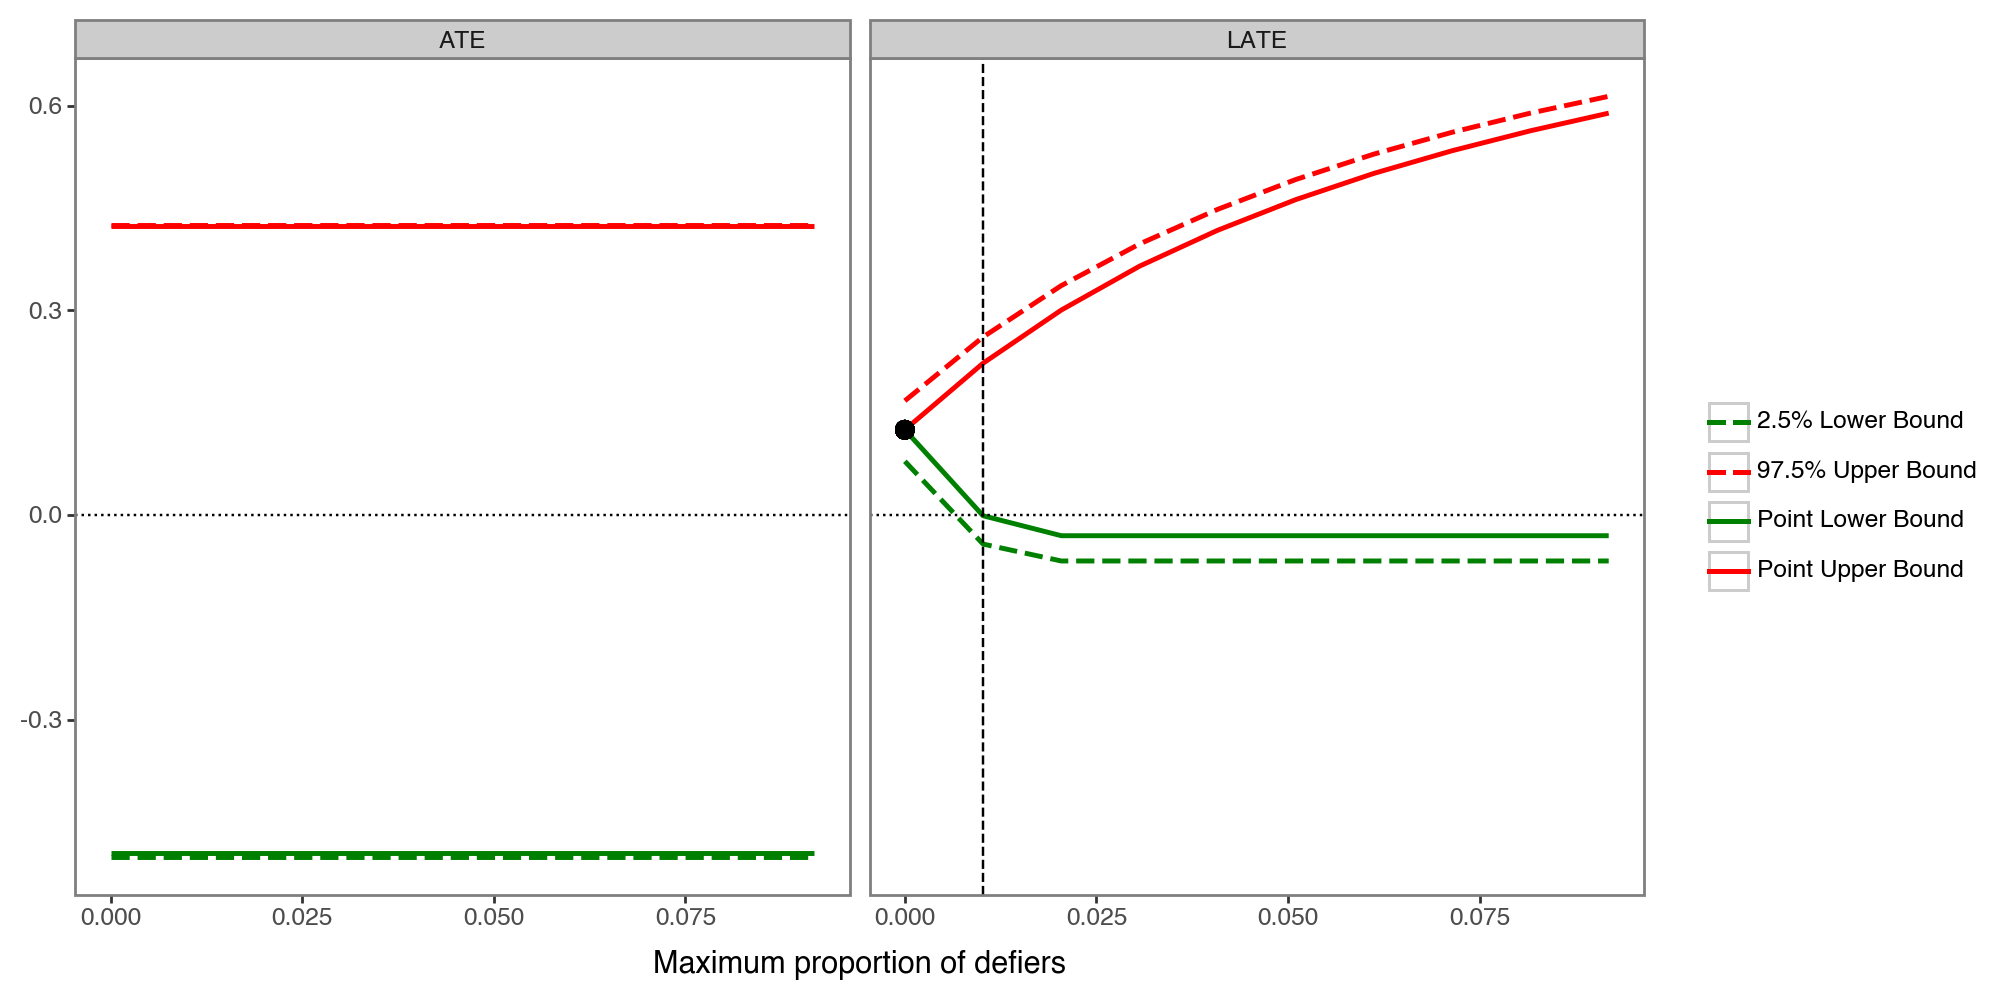 ATE
LATE
0.6
0.3
0.0
-0.3
0.000 0.025 0.050 0.075
0.000 0.025 0.050 0.075
Maximum proportion of defiers
2.5% Lower Bound
97.5% Upper Bound
Point Lower Bound
Point Upper Bound